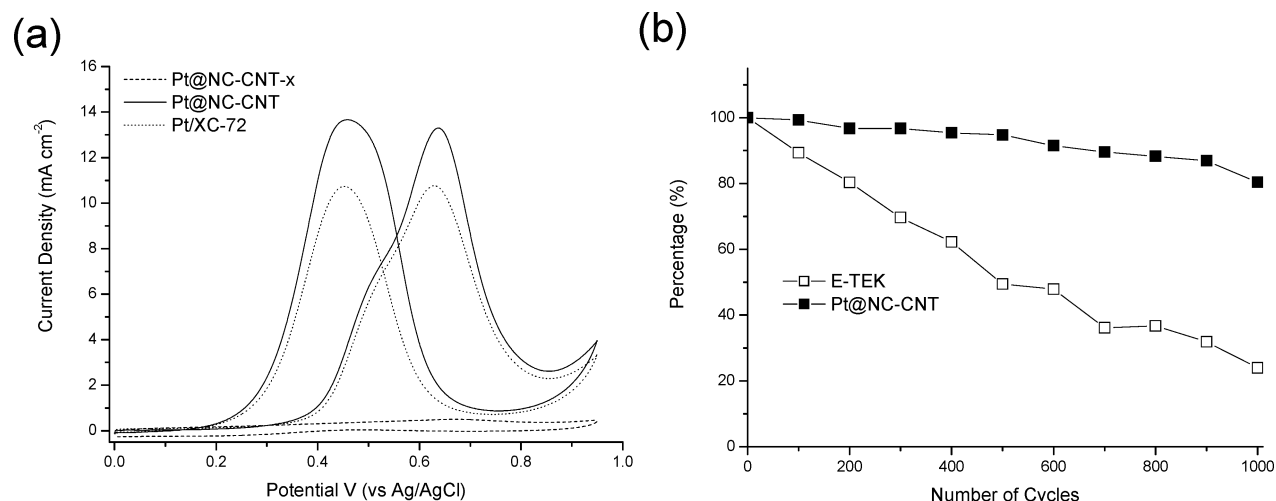 (a)
16
14
12
10
8
6
4
2
0
Current Density (mA cm⁻²)
Pt@NC-CNT-x
Pt@NC-CNT
Pt/XC-72
0.0 0.2 0.4 0.6 0.8 1.0
Potential V (vs Ag/AgCl)
(b)
100
80
60
40
20
0
Percentage (%)
E-TEK
Pt@NC-CNT
0 200 400 600 800 1000
Number of Cycles